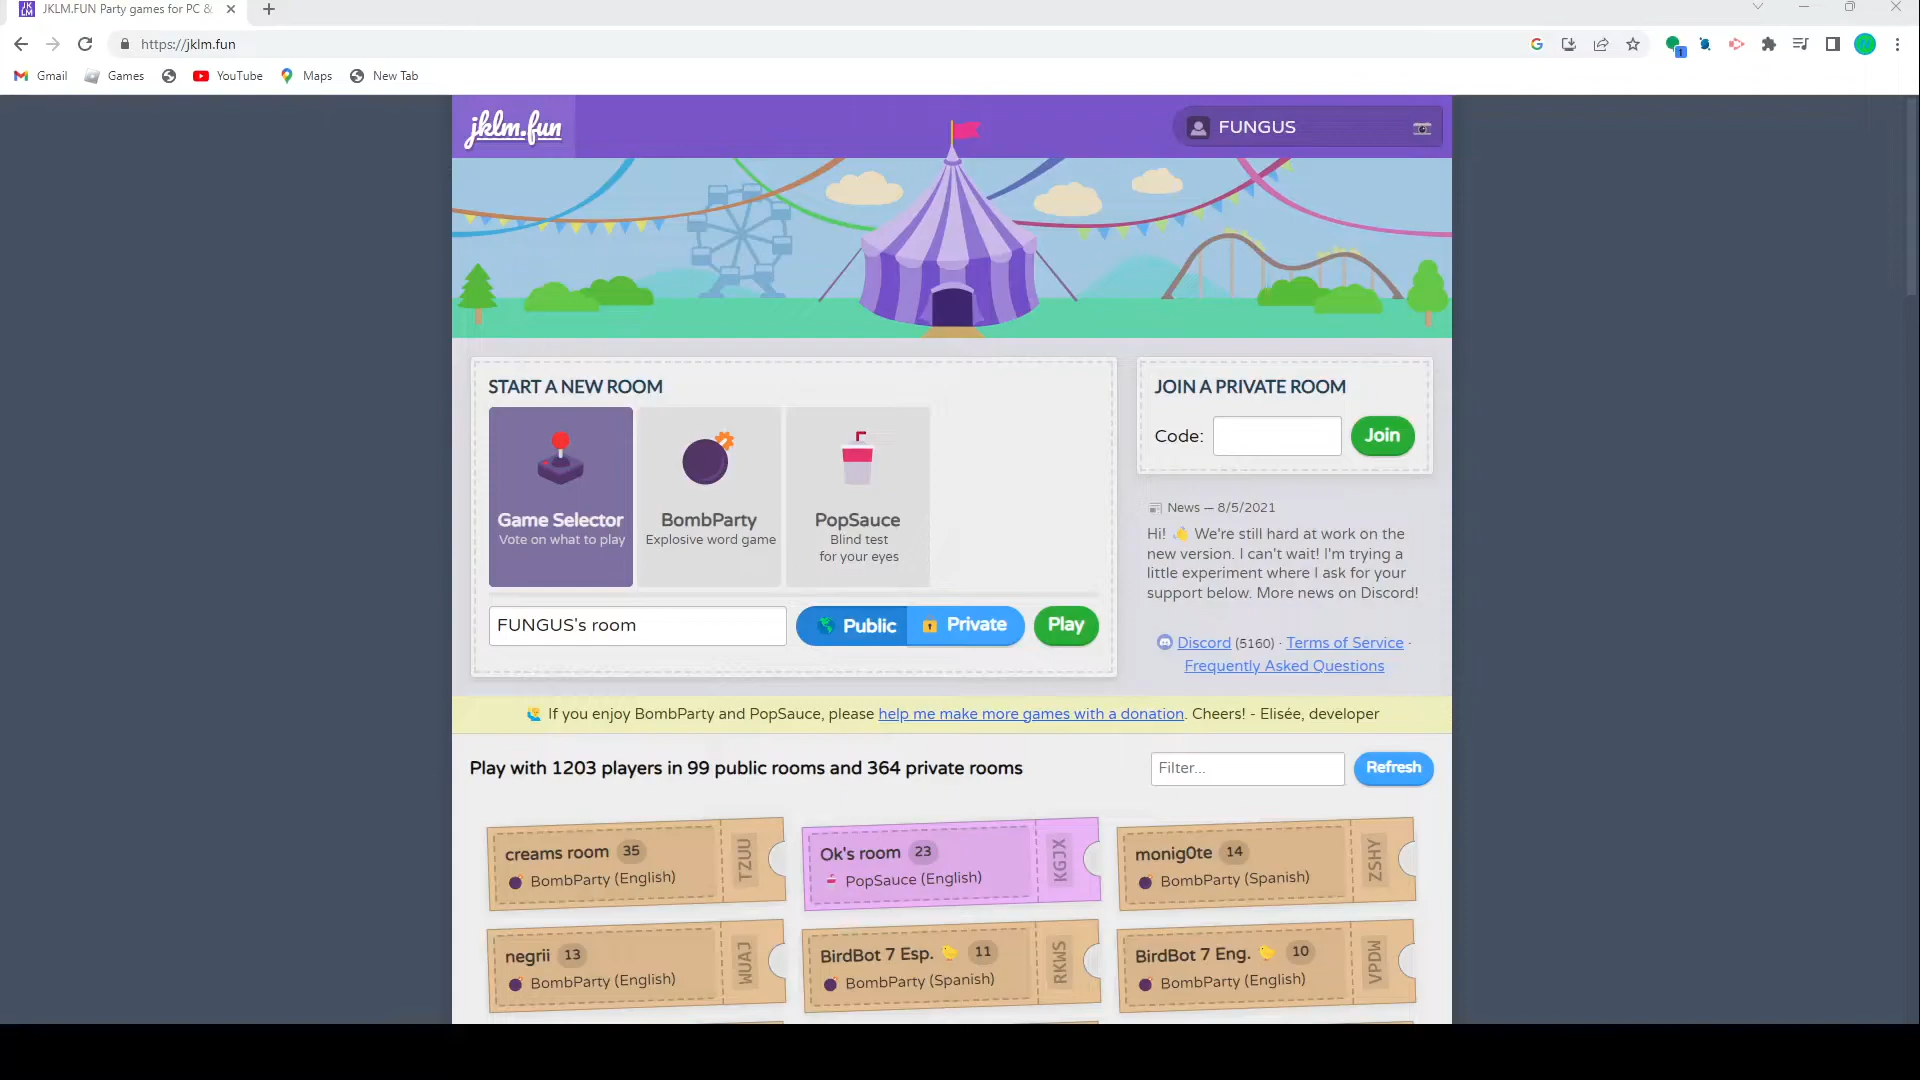 JKLM.FUN Party games for PC &
https://jklm.fun
1
Gmail
Games
YouTube
Maps
New Tab
jklm.fun
FUNGUS
START A NEW ROOM
Game Selector
Vote on what to play
BombParty
Explosive word game
PopSauce
Blind test
for your eyes
FUNGUS's room
Public
Private
Play
JOIN A PRIVATE ROOM
Code:
Join
News — 8/5/2021
Hi! 👋 We're still hard at work on the
new version. I can't wait! I'm trying a
little experiment where I ask for your
support below. More news on Discord!
Discord (5160) · Terms of Service ·
Frequently Asked Questions
If you enjoy BombParty and PopSauce, please help me make more games with a donation. Cheers! - Elisée, developer
Play with 1203 players in 99 public rooms and 364 private rooms
Filter...
Refresh
creams room 35
BombParty (English)
TZUU
Ok's room 23
PopSauce (English)
KGJX
monig0te 14
BombParty (Spanish)
ZSHY
negrii 13
BombParty (English)
WUAJ
BirdBot 7 Esp. 🐤 11
BombParty (Spanish)
RKWS
BirdBot 7 Eng. 🐤 10
BombParty (English)
VPDW